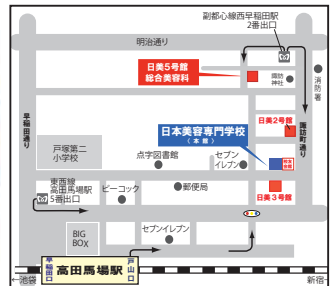 副都心線西早稲田駅
2番出口
明治通り
日美5号館
総合美容科
諏訪
神社
消防署
早稲田通り
諏訪町通り
日美2号館
戸塚第二
小学校
日本美容専門学校
(本館)
点字図書館
セブン
イレブン
東西線
高田馬場駅
5番出口
ピーコック
郵便局
日美3号館
BIG
BOX
セブンイレブン
早稲田口
高田馬場駅
戸山口
←池袋
新宿→